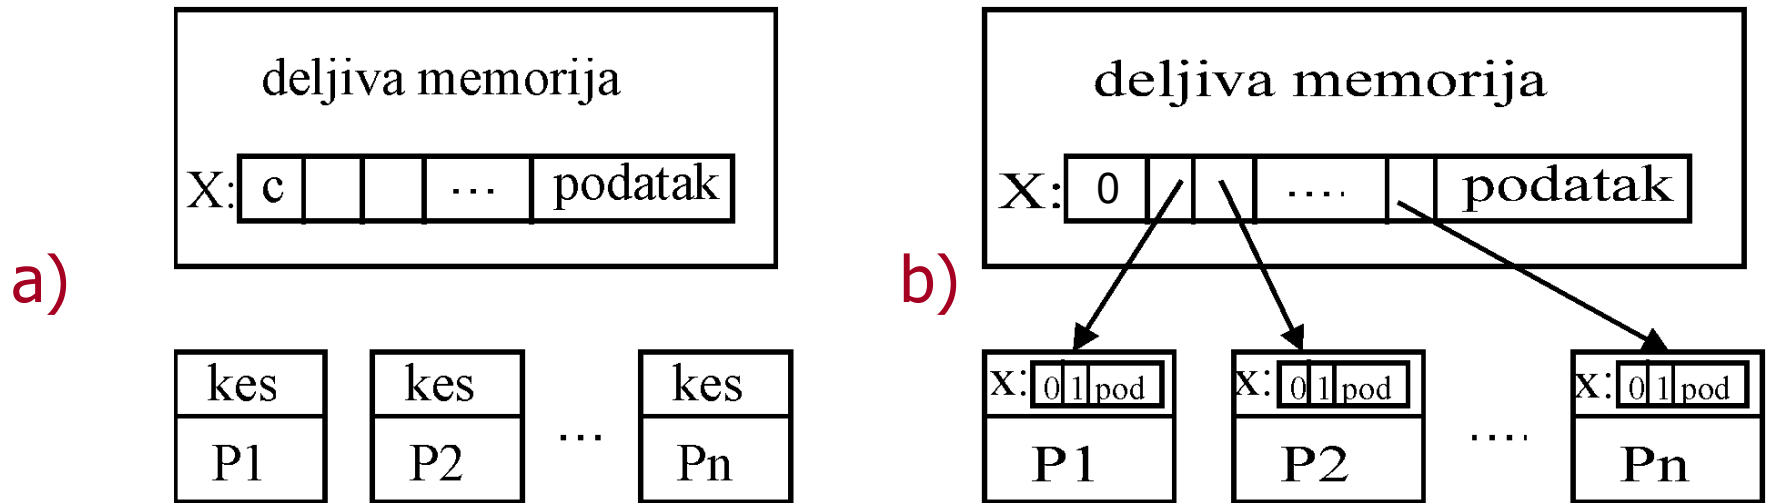 a)
deljiva memorija
X: c ... podatak
kes kes kes
P1 P2 ... Pn
b)
deljiva memorija
X: 0 .... podatak
x: 0 1 pod x: 0 1 pod x: 0 1 pod
P1 P2 .... Pn